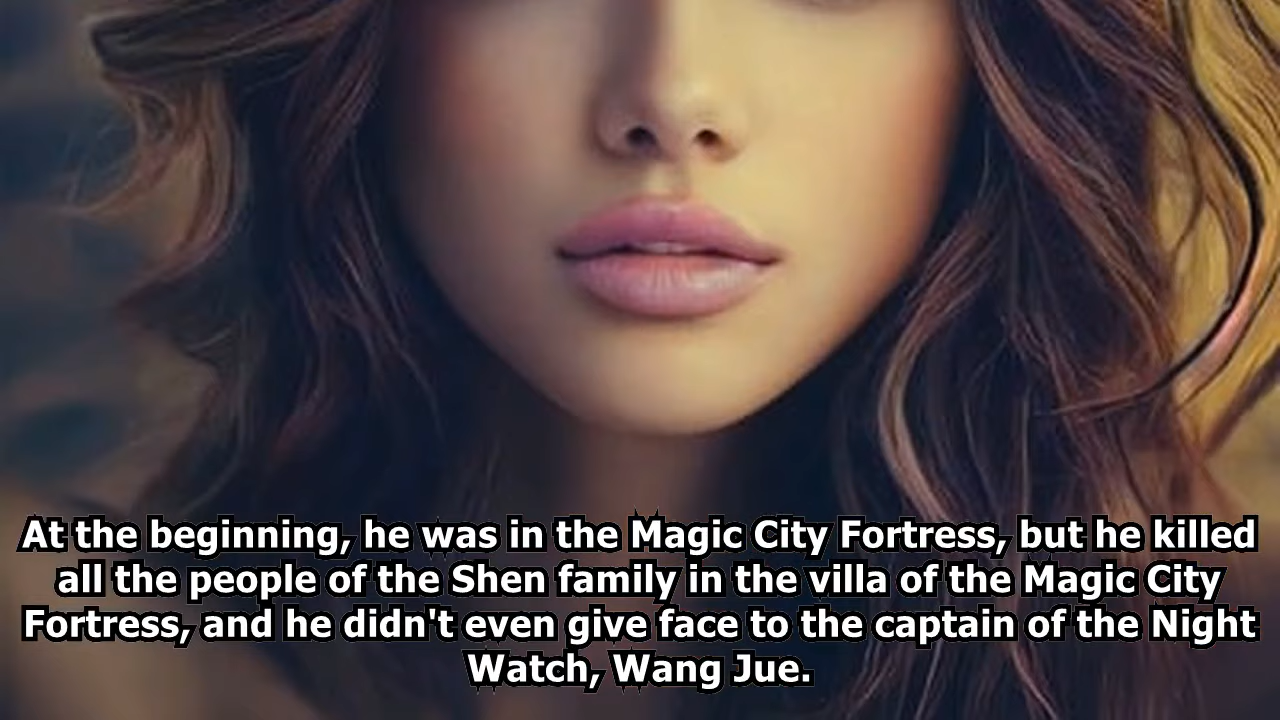 At the beginning, he was in the Magic City Fortress, but he killed
all the people of the Shen family in the villa of the Magic City
Fortress, and he didn't even give face to the captain of the Night
Watch, Wang Jue.